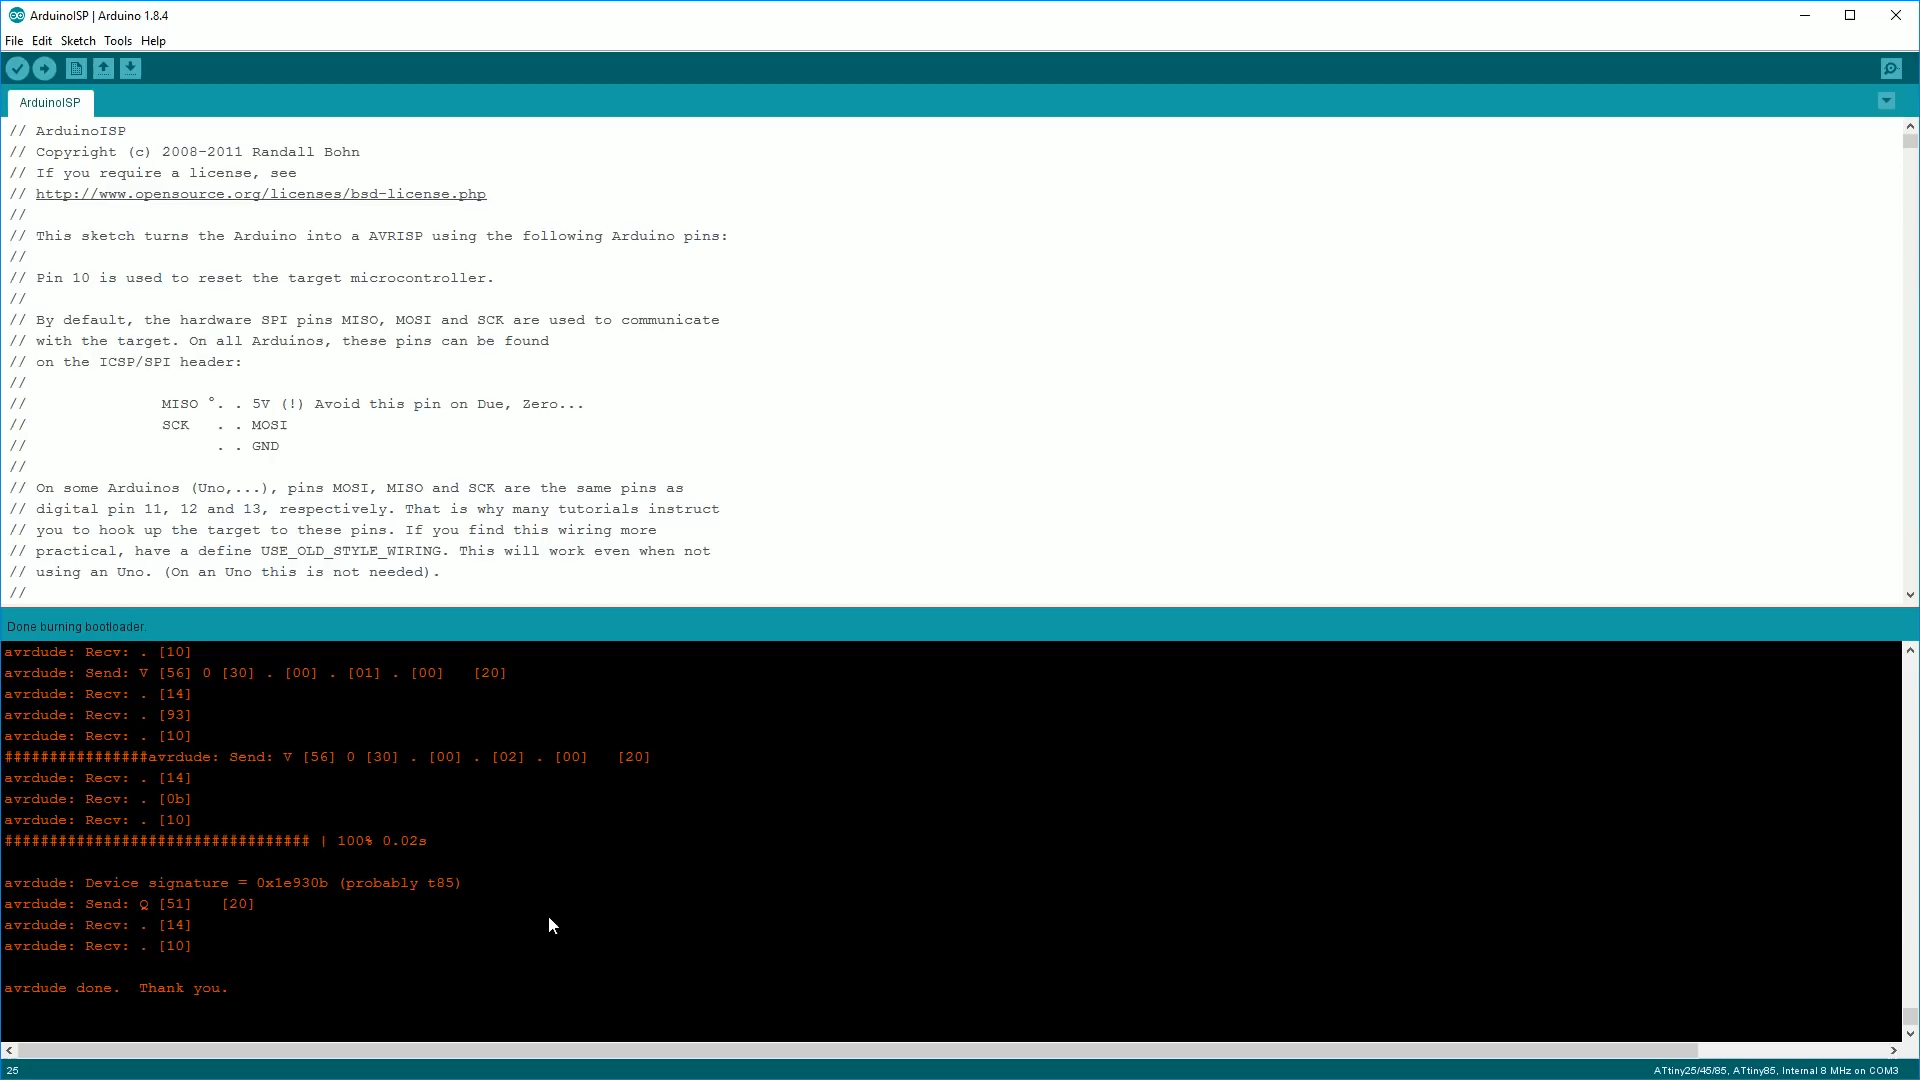 ArduinoISP | Arduino 1.8.4
File Edit Sketch Tools Help
ArduinoISP
// ArduinoISP
// Copyright (c) 2008-2011 Randall Bohn
// If you require a license, see
// http://www.opensource.org/licenses/bsd-license.php
//
// This sketch turns the Arduino into a AVRISP using the following Arduino pins:
//
// Pin 10 is used to reset the target microcontroller.
//
// By default, the hardware SPI pins MISO, MOSI and SCK are used to communicate
// with the target. On all Arduinos, these pins can be found
// on the ICSP/SPI header:
//
// MISO °. . 5V (!) Avoid this pin on Due, Zero...
// SCK . . MOSI
// . . GND
//
// On some Arduinos (Uno,...), pins MOSI, MISO and SCK are the same pins as
// digital pin 11, 12 and 13, respectively. That is why many tutorials instruct
// you to hook up the target to these pins. If you find this wiring more
// practical, have a define USE_OLD_STYLE_WIRING. This will work even when not
// using an Uno. (On an Uno this is not needed).
//
Done burning bootloader.
avrdude: Recv: . [10]
avrdude: Send: V [56] 0 [30] . [00] . [01] . [00]   [20]
avrdude: Recv: . [14]
avrdude: Recv: . [93]
avrdude: Recv: . [10]
################avrdude: Send: V [56] 0 [30] . [00] . [02] . [00]   [20]
avrdude: Recv: . [14]
avrdude: Recv: . [0b]
avrdude: Recv: . [10]
################################## | 100% 0.02s
avrdude: Device signature = 0x1e930b (probably t85)
avrdude: Send: Q [51]   [20]
avrdude: Recv: . [14]
avrdude: Recv: . [10]
avrdude done.  Thank you.
25
ATtiny25/45/85, ATtiny85, Internal 8 MHz on COM3